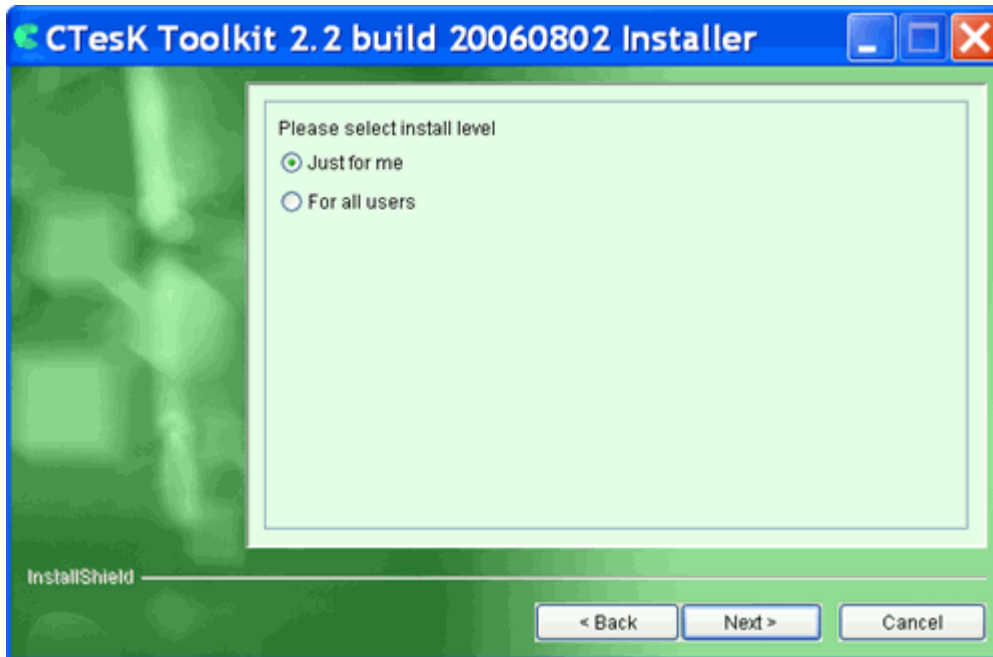 CTesK Toolkit 2.2 build 20060802 Installer
Please select install level
Just for me
For all users
InstallShield
< Back
Next >
Cancel